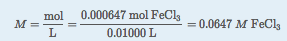 M = mol/L = 0.000647 mol FeCl₃/0.01000 L = 0.0647 M FeCl₃